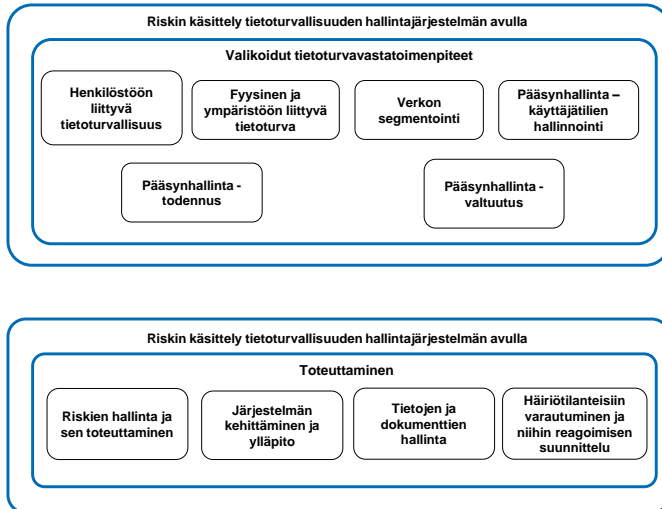 Riskin käsittely tietoturvallisuuden hallintajärjestelmän avulla
Valikoidut tietoturvavastatoimenpiteet
Henkilöstöön
liittyvä
tietoturvallisuus
Fyysinen ja
ympäristöön liittyvä
tietoturva
Verkon
segmentointi
Pääsynhallinta –
käyttäjätilien
hallinnointi
Pääsynhallinta -
todennus
Pääsynhallinta -
valtuutus
Riskin käsittely tietoturvallisuuden hallintajärjestelmän avulla
Toteuttaminen
Riskien hallinta ja
sen toteuttaminen
Järjestelmän
kehittäminen ja
ylläpito
Tietojen ja
dokumenttien
hallinta
Häiriötilanteisiin
varautuminen ja
niihin reagoimisen
suunnittelu